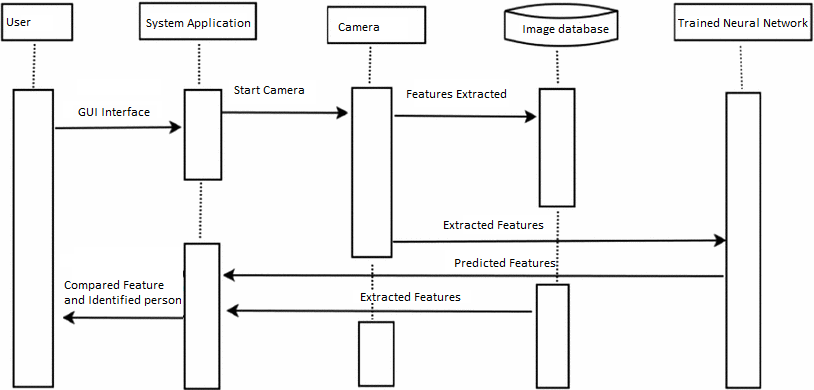 User
System Application
Camera
Image database
Trained Neural Network
Start Camera
Features Extracted
GUI Interface
Extracted Features
Predicted Features
Compared Feature
and Identified person
Extracted Features